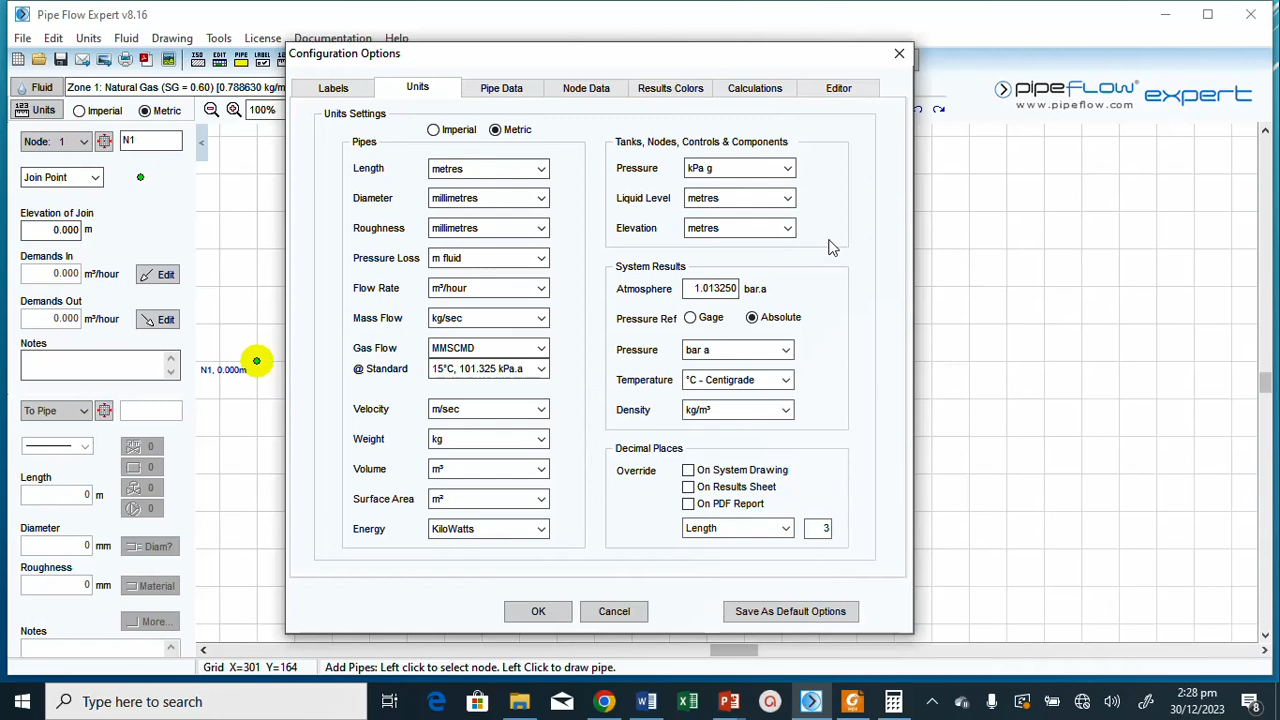 Pipe Flow Expert v8.16
File Edit Units Fluid Drawing Tools License Documentation Help
Configuration Options
ISO EDIT PIPE LABEL
Fluid Zone 1: Natural Gas (SG = 0.60) [0.788630 kg/m
Units Imperial Metric 100%
pipeflow expert
www.pipeflow.com
Labels Units Pipe Data Node Data Results Colors Calculations Editor
Node: 1 N1
Join Point
Elevation of Join
0.000 m
Demands In
0.000 m³/hour Edit
Demands Out
0.000 m³/hour Edit
Notes
N1, 0.000m
To Pipe
0
0
Length
0 m
0
0
Diameter
0 mm Diam?
Roughness
0 mm Material
More...
Notes
Units Settings
Imperial Metric
Pipes
Length metres
Diameter millimetres
Roughness millimetres
Pressure Loss m fluid
Flow Rate m³/hour
Mass Flow kg/sec
Gas Flow MMSCMD
@ Standard 15°C, 101.325 kPa.a
Velocity m/sec
Weight kg
Volume m³
Surface Area m²
Energy KiloWatts
Tanks, Nodes, Controls & Components
Pressure kPa g
Liquid Level metres
Elevation metres
System Results
Atmosphere 1.013250 bar.a
Pressure Ref Gage Absolute
Pressure bar a
Temperature °C - Centigrade
Density kg/m³
Decimal Places
Override On System Drawing
On Results Sheet
On PDF Report
Length 3
OK Cancel Save As Default Options
Grid X=301 Y=164 Add Pipes: Left click to select node. Left Click to draw pipe.
Type here to search
2:28 pm
30/12/2023
8